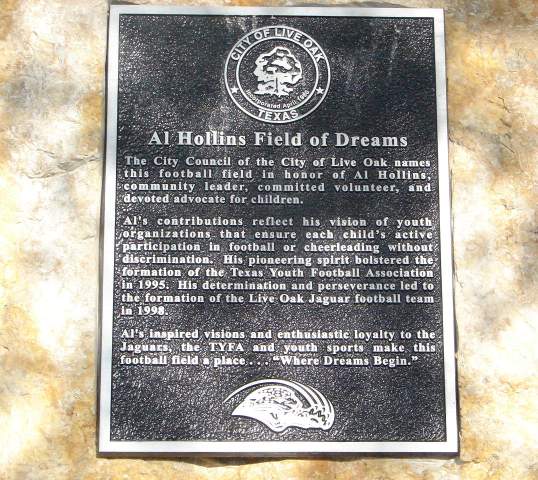 CITY OF LIVE OAK
Incorporated April 1960
TEXAS
Al Hollins Field of Dreams
The City Council of the City of Live Oak names
this football field in honor of Al Hollins,
community leader, committed volunteer, and
devoted advocate for children.
Al's contributions reflect his vision of youth
organizations that ensure each child's active
participation in football or cheerleading without
discrimination. His pioneering spirit bolstered the
formation of the Texas Youth Football Association
in 1995. His determination and perseverance led to
the formation of the Live Oak Jaguar football team
in 1998.
Al's inspired visions and enthusiastic loyalty to the
Jaguars, the TYFA and youth sports make this
football field a place . . . "Where Dreams Begin."